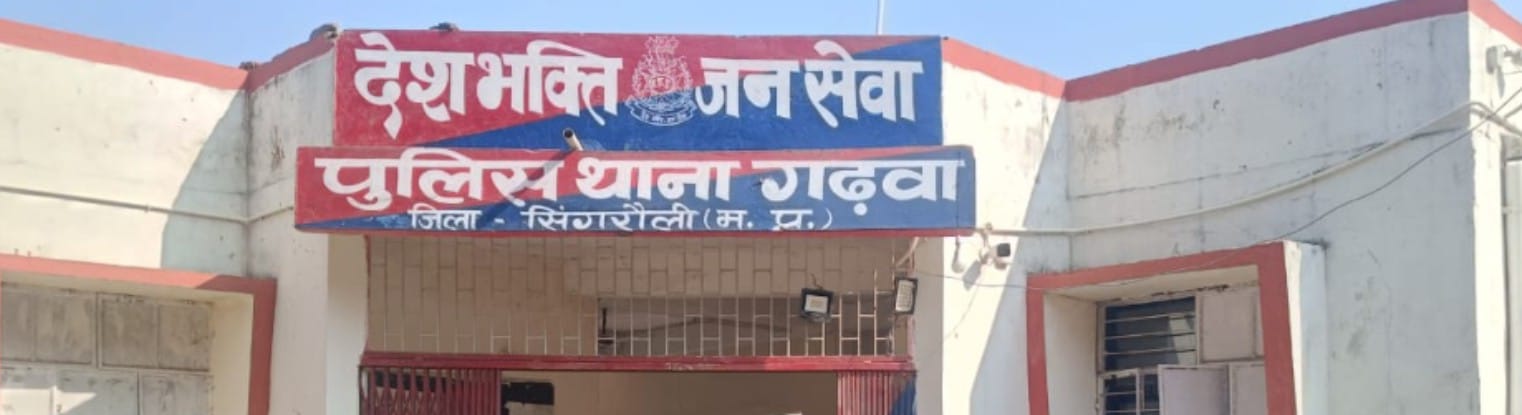 देशभक्ति जनसेवा
पुलिस थाना गढ़वा
जिला - सिंगरौली (म. प्र.)